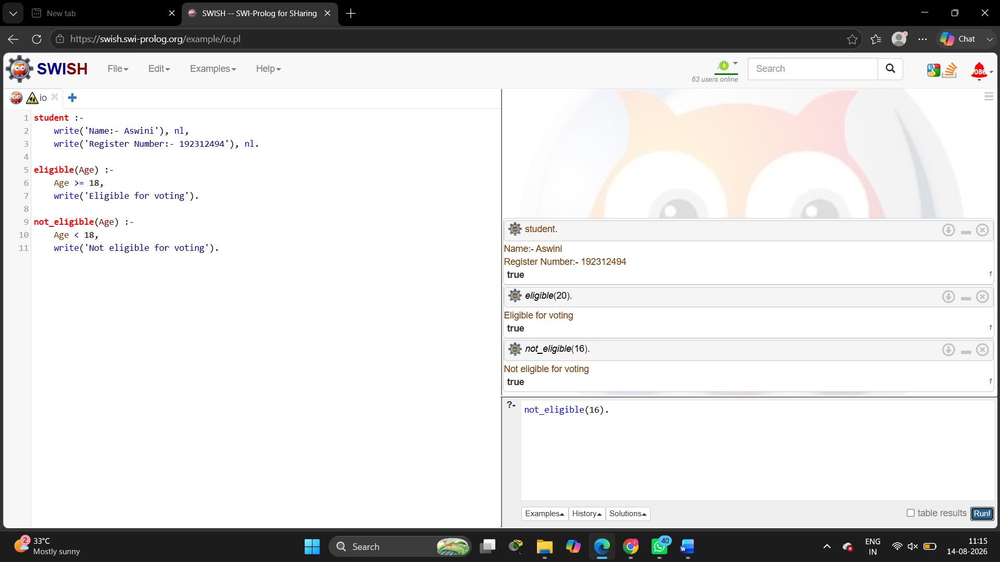 New tab
SWISH -- SWI-Prolog for SHaring
https://swish.swi-prolog.org/example/io.pl
Chat
SWISH
File
Edit
Examples
Help
63 users online
Search
086
io
1 student :-
2 write('Name:- Aswini'), nl,
3 write('Register Number:- 192312494'), nl.
4
5 eligible(Age) :-
6 Age >= 18,
7 write('Eligible for voting').
8
9 not_eligible(Age) :-
10 Age < 18,
11 write('Not eligible for voting').
student.
Name:- Aswini
Register Number:- 192312494
true 1
eligible(20).
Eligible for voting
true 1
not_eligible(16).
Not eligible for voting
true 1
?- not_eligible(16).
Examples History Solutions
table results Run!
2 33°C
Mostly sunny
Search
40
ENG
IN
11:15
14-08-2026